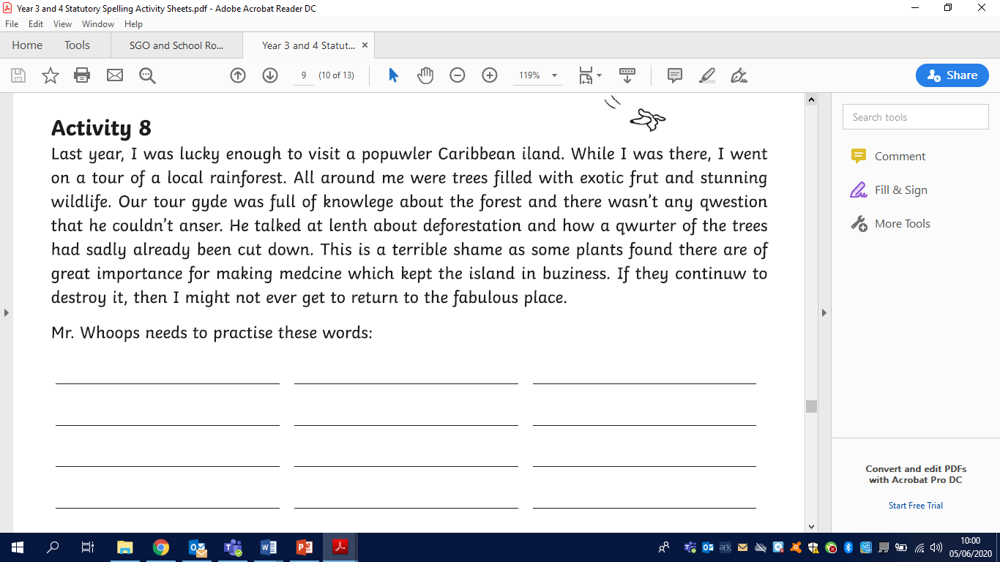 Year 3 and 4 Statutory Spelling Activity Sheets.pdf - Adobe Acrobat Reader DC
File Edit View Window Help
Home Tools SGO and School Ro... Year 3 and 4 Statut... ×
9 (10 of 13) 119% Share
Activity 8
Last year, I was lucky enough to visit a popuwler Caribbean iland. While I was there, I went
on a tour of a local rainforest. All around me were trees filled with exotic frut and stunning
wildlife. Our tour gyde was full of knowlege about the forest and there wasn't any qwestion
that he couldn't anser. He talked at lenth about deforestation and how a qwurter of the trees
had sadly already been cut down. This is a terrible shame as some plants found there are of
great importance for making medcine which kept the island in buziness. If they continuw to
destroy it, then I might not ever get to return to the fabulous place.
Mr. Whoops needs to practise these words:
Search tools
Comment
Fill & Sign
More Tools
Convert and edit PDFs
with Acrobat Pro DC
Start Free Trial
ark
10:00
05/06/2020